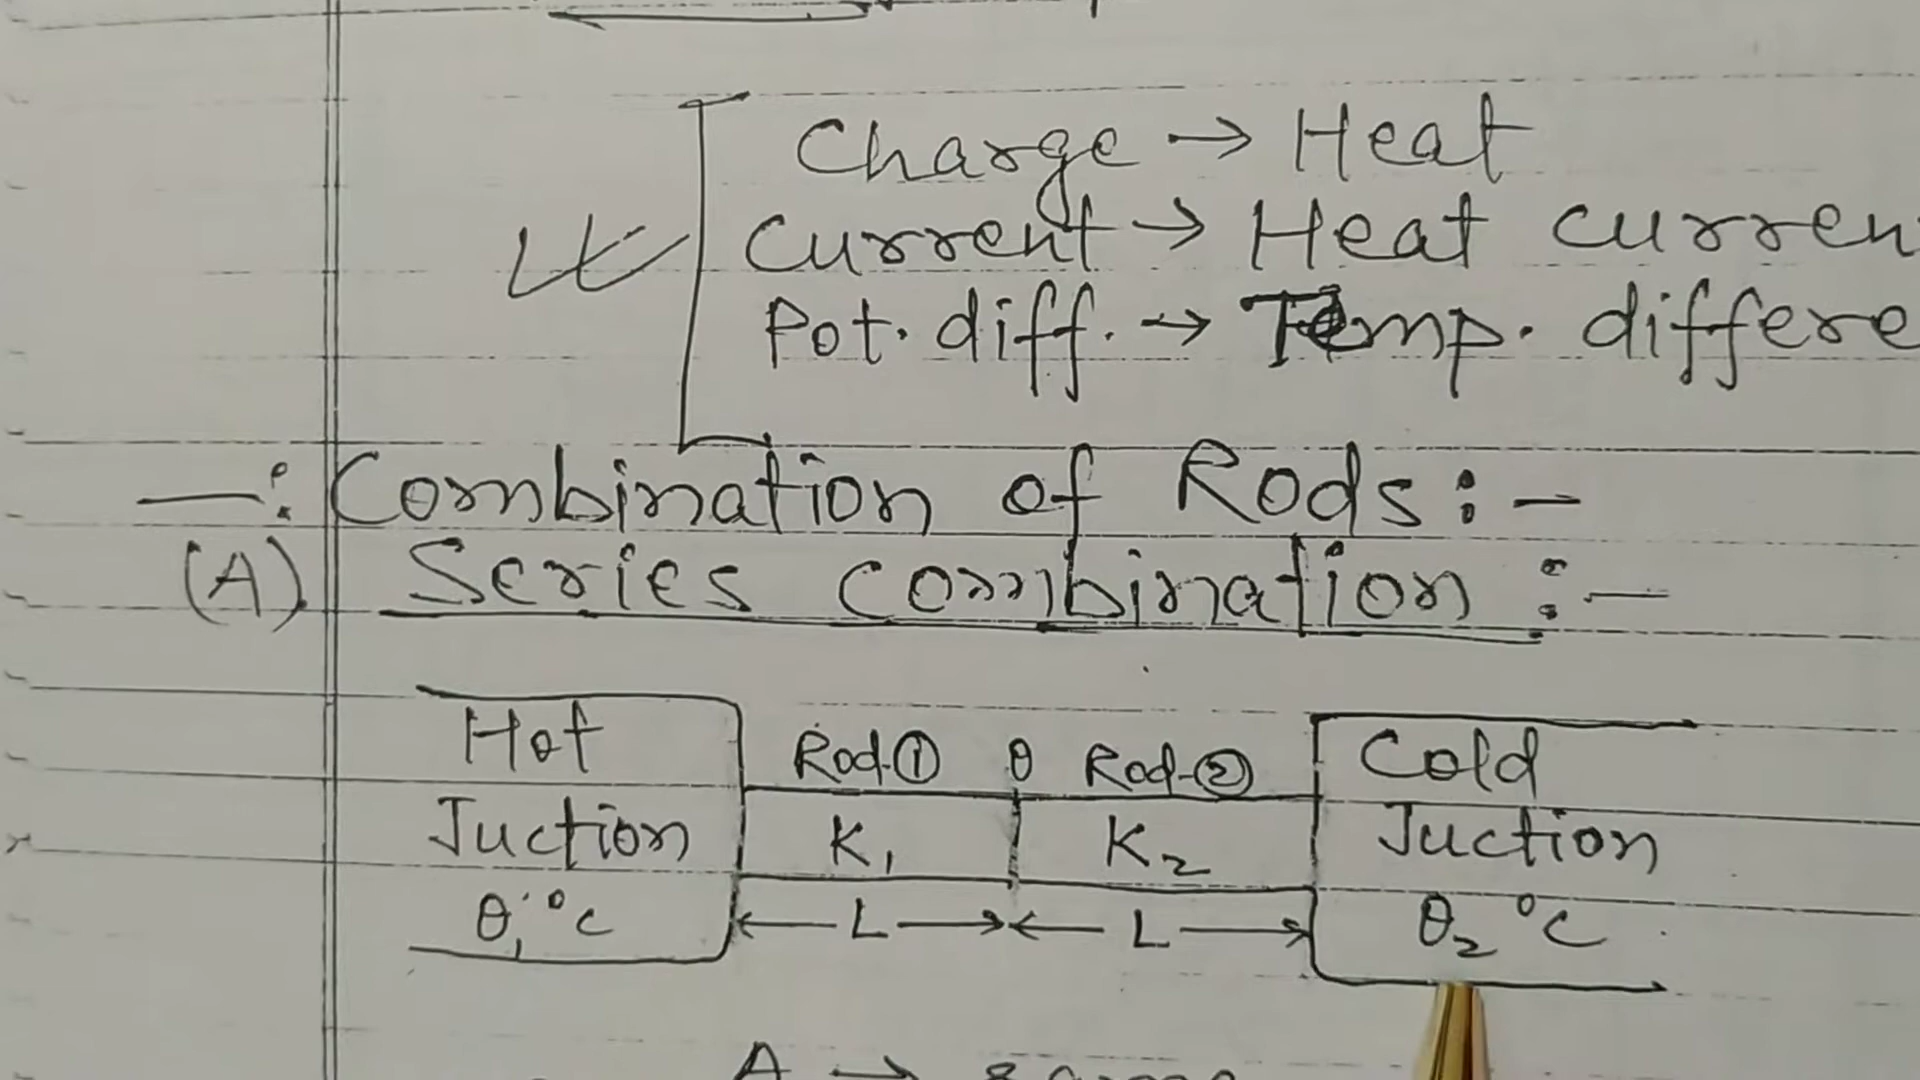 Charge → Heat
Current → Heat curren
Pot. diff. → Temp. differe
—: Combination of Rods :-
(A) Series combination :-
Hot Rod-① θ Rod-② Cold
Juction K₁ K₂ Juction
θ₁°C ←L→ ←L→ θ₂°C
A → same